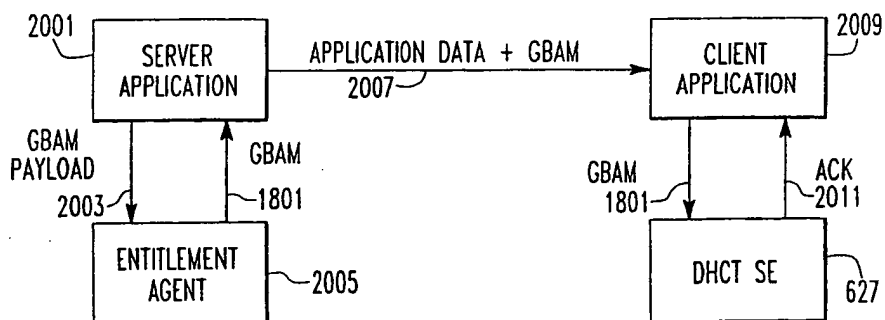 2001
SERVER
APPLICATION
APPLICATION DATA + GBAM
2007
2009
CLIENT
APPLICATION
GBAM
PAYLOAD
2003
GBAM
1801
GBAM
1801
ACK
2011
ENTITLEMENT
AGENT
2005
DHCT SE
627